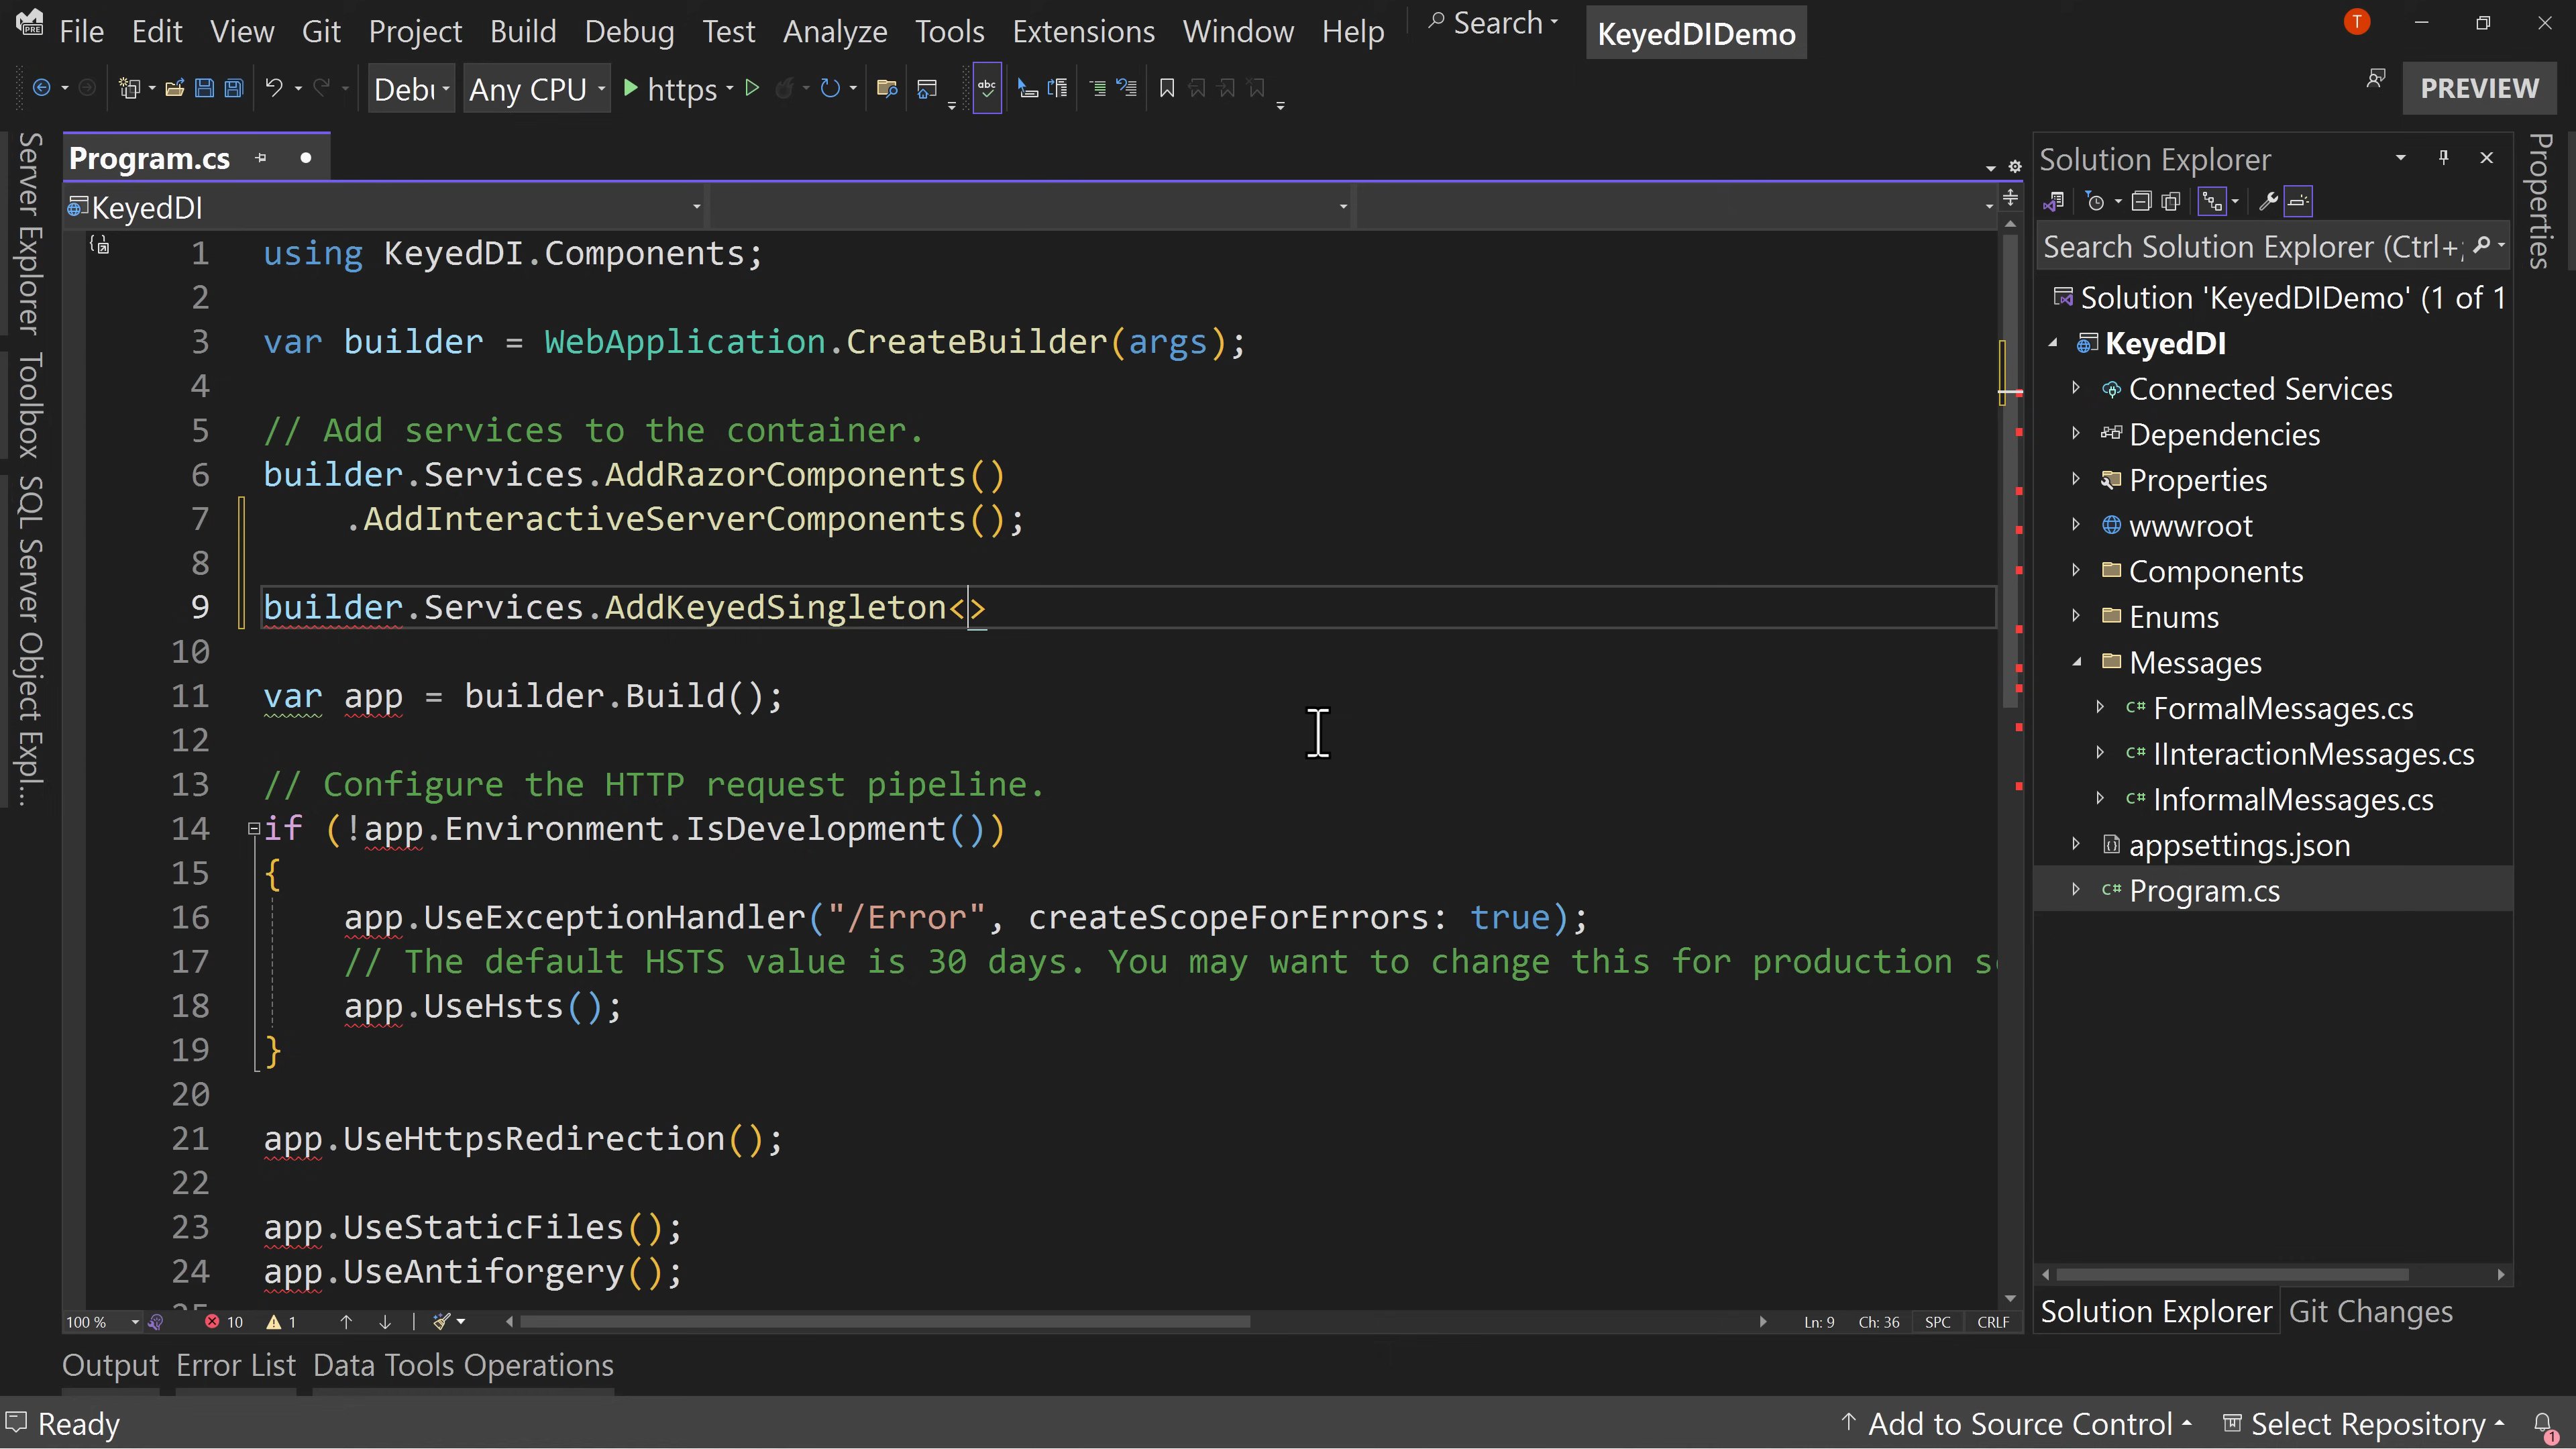 File Edit View Git Project Build Debug Test Analyze Tools Extensions Window Help Search KeyedDIDemo T
PRE
Any CPU https abc PREVIEW
Program.cs
KeyedDI
1 using KeyedDI.Components;
2
3 var builder = WebApplication.CreateBuilder(args);
4
5 // Add services to the container.
6 builder.Services.AddRazorComponents()
7 .AddInteractiveServerComponents();
8
9 builder.Services.AddKeyedSingleton<>
10
11 var app = builder.Build();
12
13 // Configure the HTTP request pipeline.
14 if (!app.Environment.IsDevelopment())
15 {
16 app.UseExceptionHandler("/Error", createScopeForErrors: true);
17 // The default HSTS value is 30 days. You may want to change this for production s
18 app.UseHsts();
19 }
20
21 app.UseHttpsRedirection();
22
23 app.UseStaticFiles();
24 app.UseAntiforgery();
100 % 10 1 Ln: 9 Ch: 36 SPC CRLF
Server Explorer
Toolbox
SQL Server Object Expl...
Solution Explorer
Search Solution Explorer (Ctrl+;
Solution 'KeyedDIDemo' (1 of 1
KeyedDI
Connected Services
Dependencies
Properties
wwwroot
Components
Enums
Messages
C# FormalMessages.cs
C# IInteractionMessages.cs
C# InformalMessages.cs
appsettings.json
C# Program.cs
Solution Explorer Git Changes
Properties
Output Error List Data Tools Operations
Ready Add to Source Control Select Repository 1